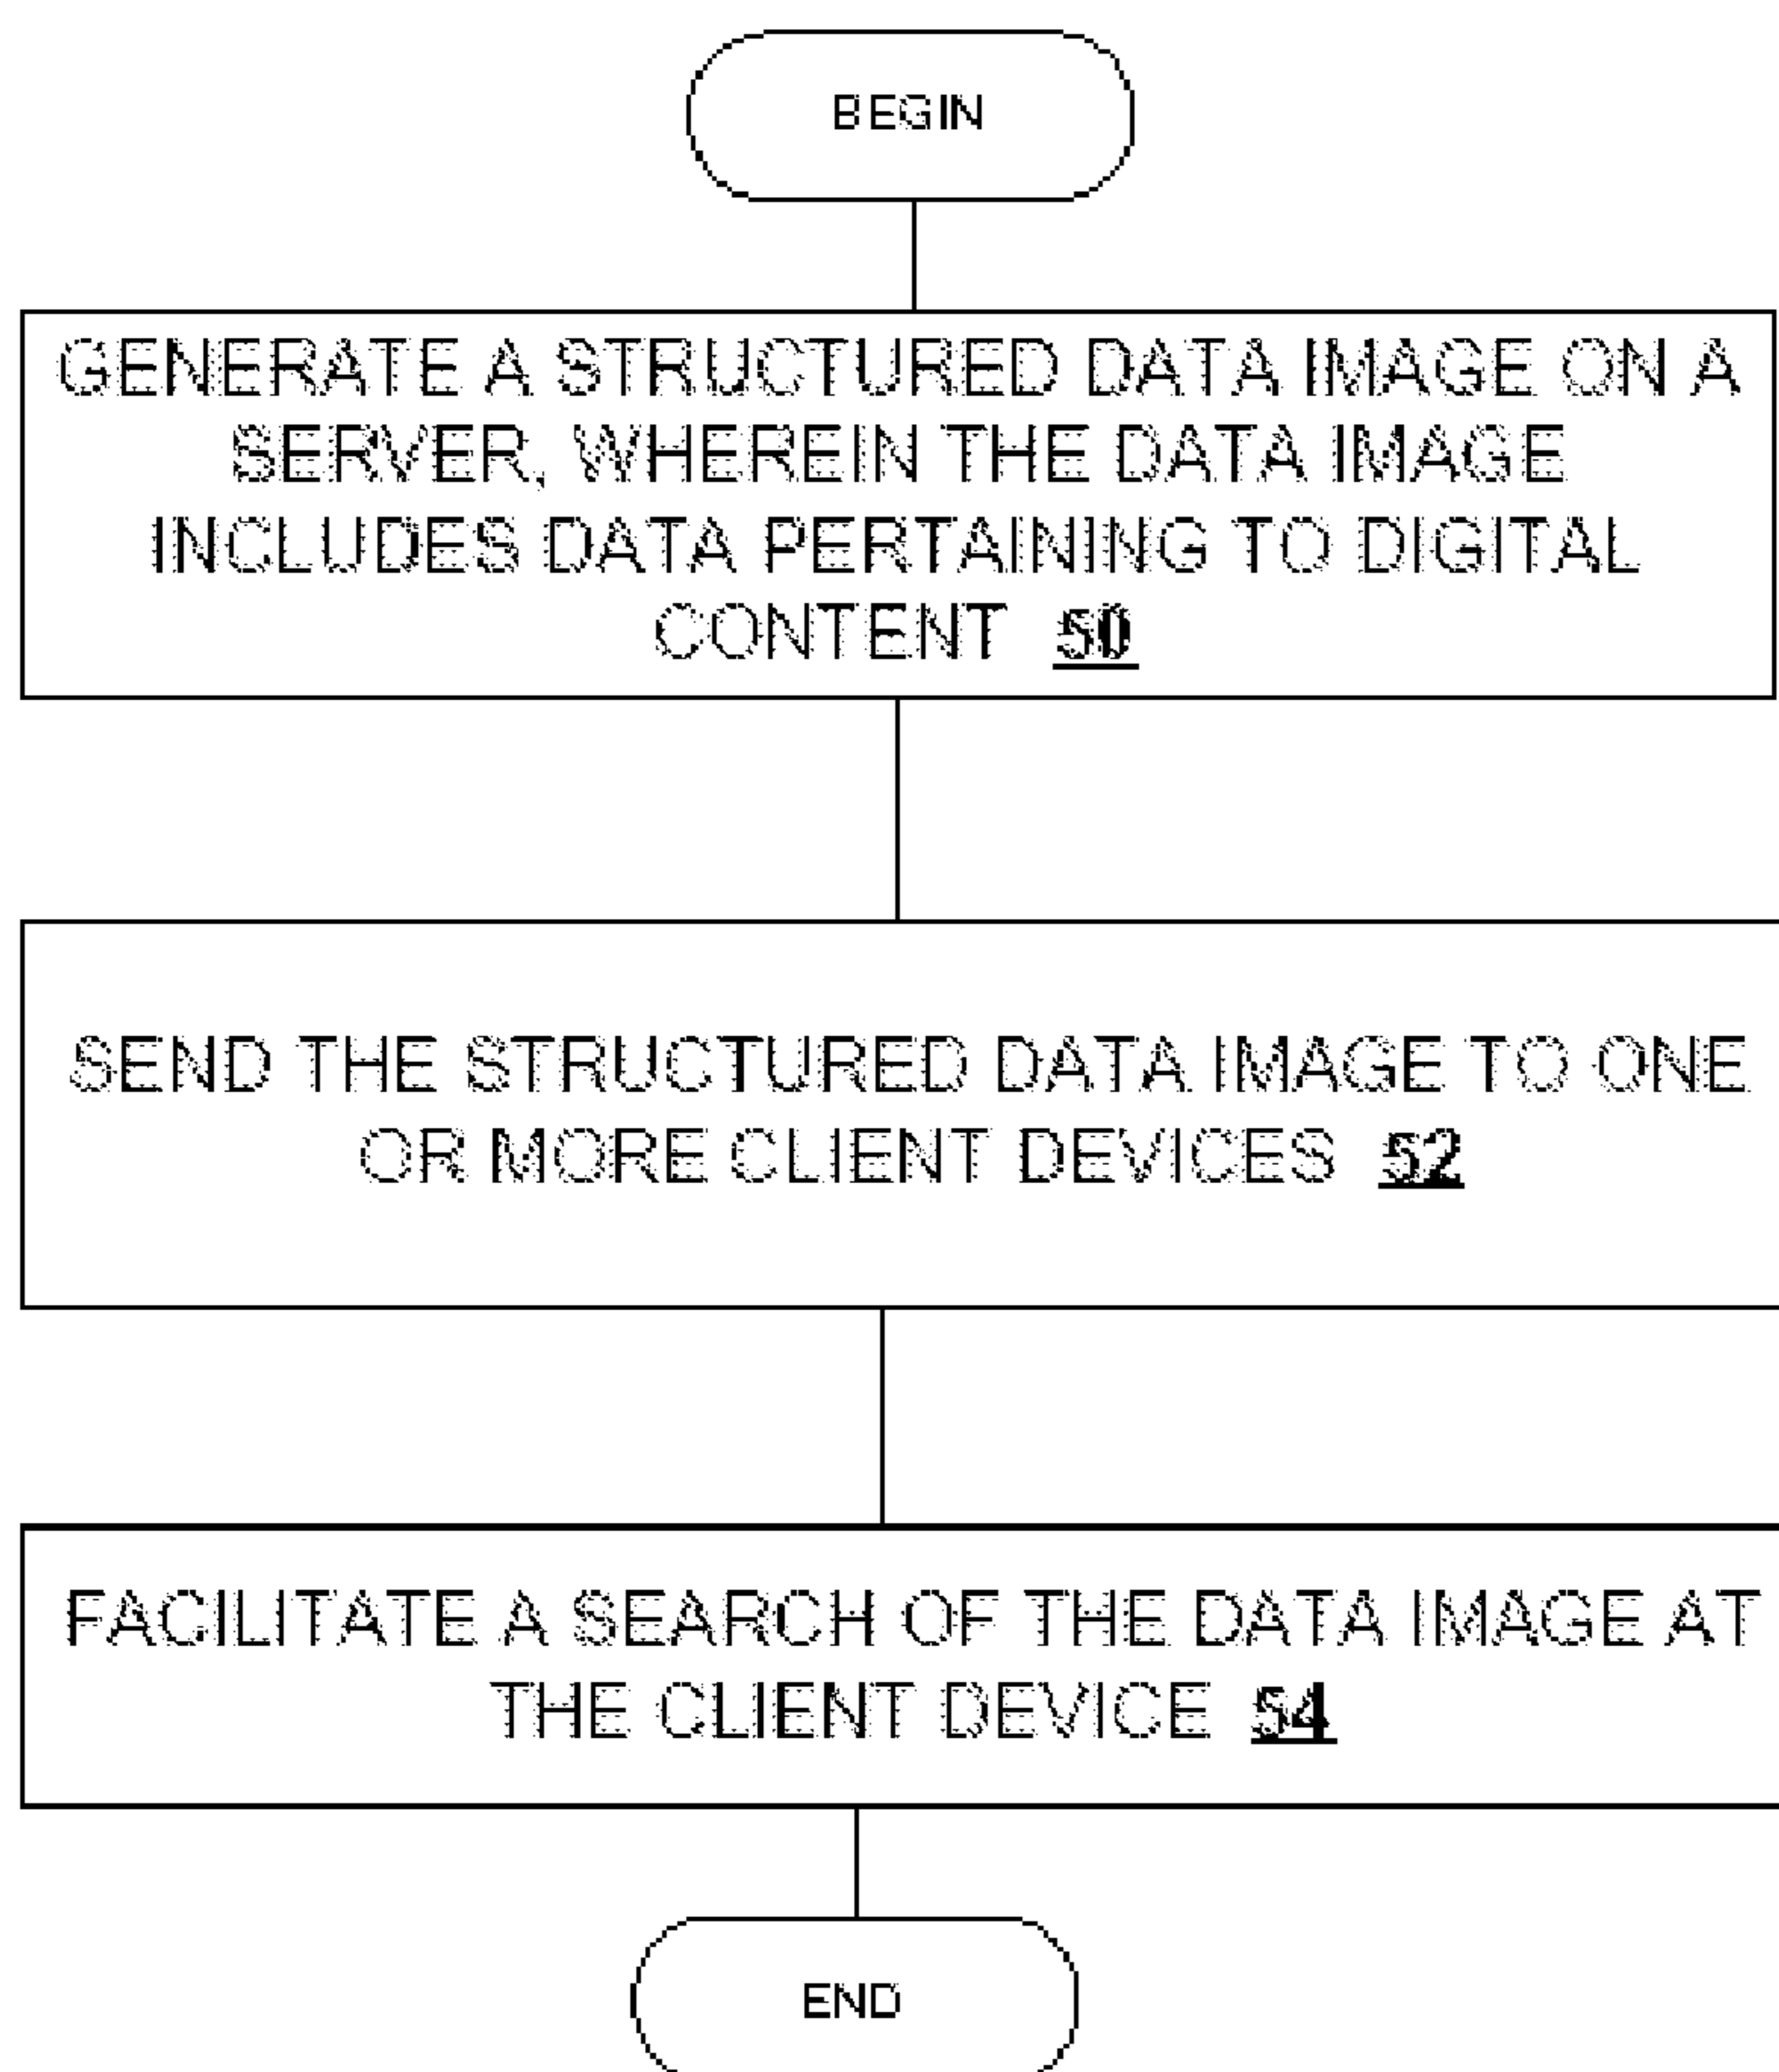 BEGIN
GENERATE A STRUCTURED DATA IMAGE ON A
SERVER, WHEREIN THE DATA IMAGE
INCLUDES DATA PERTAINING TO DIGITAL
CONTENT 50
SEND THE STRUCTURED DATA IMAGE TO ONE
OR MORE CLIENT DEVICES 52
FACILITATE A SEARCH OF THE DATA IMAGE AT
THE CLIENT DEVICE 54
END